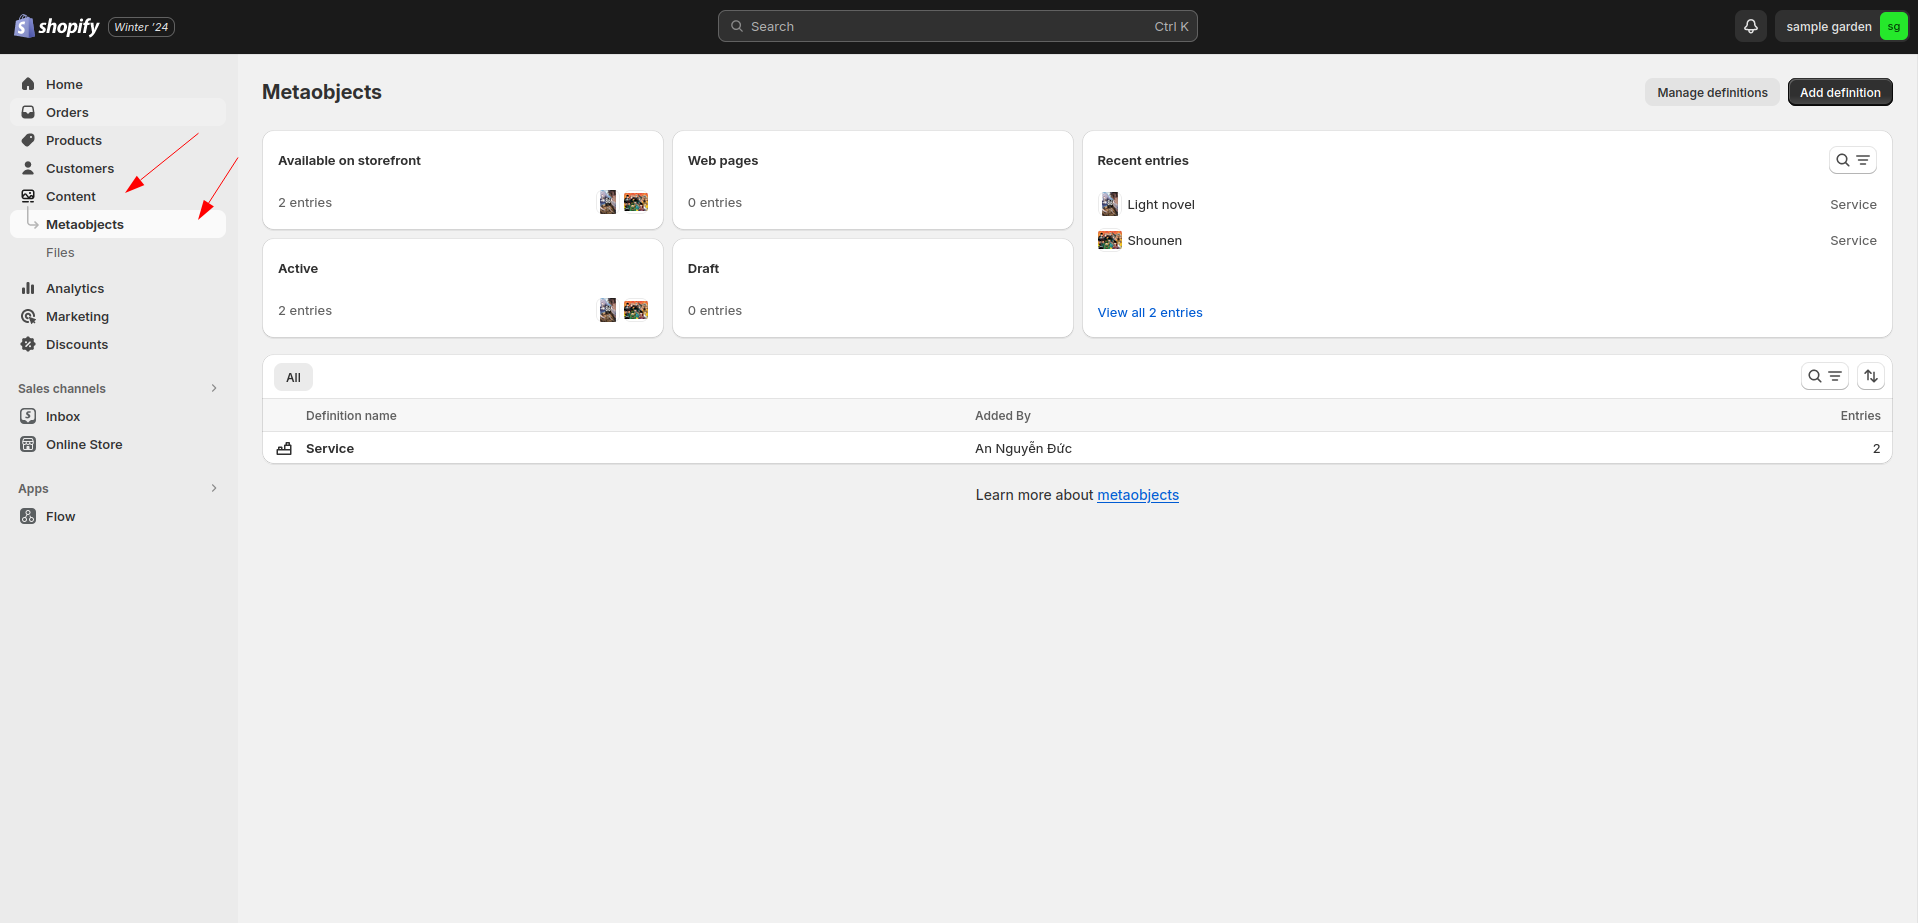 shopify Winter '24
Search Ctrl K
sample garden sg
Home
Orders
Products
Customers
Content
Metaobjects
Files
Analytics
Marketing
Discounts
Sales channels
Inbox
Online Store
Apps
Flow
Metaobjects
Manage definitions Add definition
Available on storefront
2 entries
Web pages
0 entries
Active
2 entries
Draft
0 entries
Recent entries
Light novel Service
Shounen Service
View all 2 entries
All
Definition name Added By Entries
Service An Nguyễn Đức 2
Learn more about metaobjects